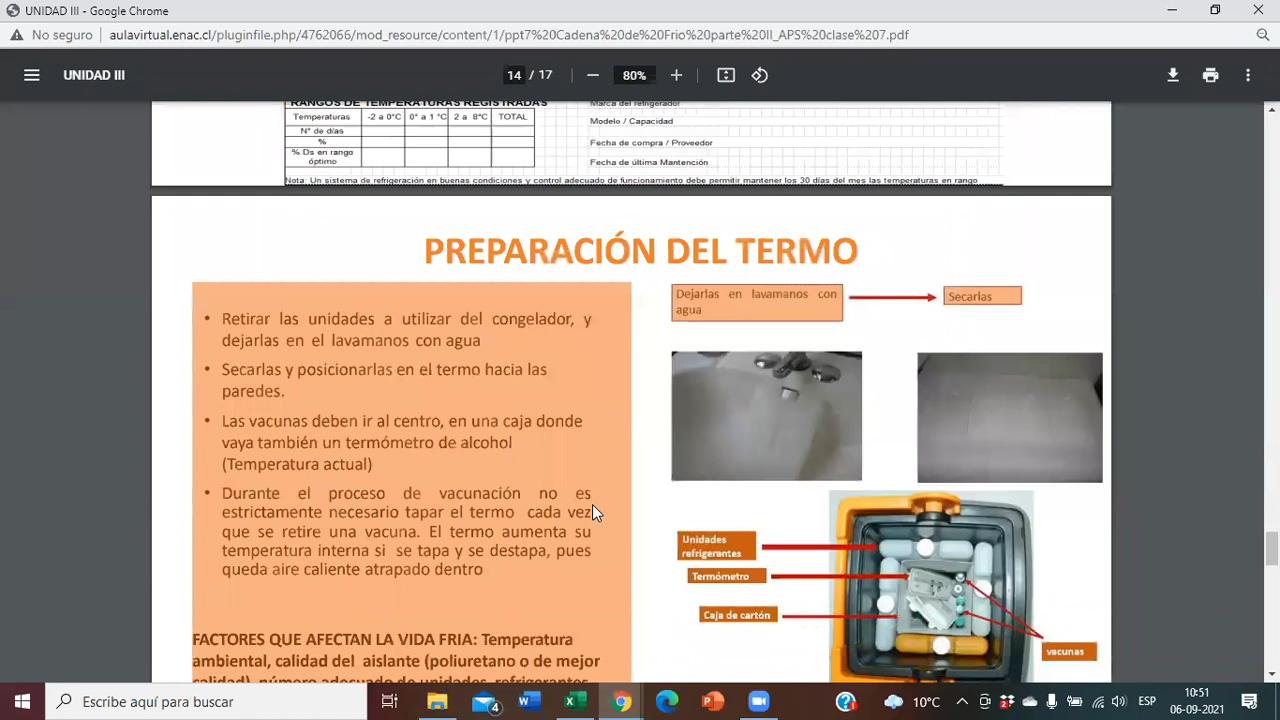 UNIDAD III - Google Chrome
No seguro
aulavirtual.enac.cl/pluginfile.php/4762066/mod_resource/content/1/ppt7%20Cadena%20de%20Frio%20parte%20II_APS%20clase%207.pdf
UNIDAD III
14 / 17
80%
RANGOS DE TEMPERATURAS REGISTRADAS
Temperaturas -2 a 0°C 0° a 1 °C 2 a 8°C TOTAL
N° de días
%
% Ds en rango
óptimo
Marca del refrigerador
Modelo / Capacidad
Fecha de compra / Proveedor
Fecha de última Mantención
Nota: Un sistema de refrigeración en buenas condiciones y control adecuado de funcionamiento debe permitir mantener los 30 días del mes las temperaturas en rango
PREPARACIÓN DEL TERMO
• Retirar las unidades a utilizar del congelador, y
dejarlas en el lavamanos con agua
• Secarlas y posicionarlas en el termo hacia las
paredes.
• Las vacunas deben ir al centro, en una caja donde
vaya también un termómetro de alcohol
(Temperatura actual)
• Durante el proceso de vacunación no es
estrictamente necesario tapar el termo cada vez
que se retire una vacuna. El termo aumenta su
temperatura interna si se tapa y se destapa, pues
queda aire caliente atrapado dentro
FACTORES QUE AFECTAN LA VIDA FRIA: Temperatura
ambiental, calidad del aislante (poliuretano o de mejor
calidad), número adecuado de unidades refrigerantes
Dejarlas en lavamanos con
agua
Secarlas
Unidades
refrigerantes
Termómetro
Caja de cartón
vacunas
Escribe aquí para buscar
4
10°C
2
ESP
10:51
06-09-2021